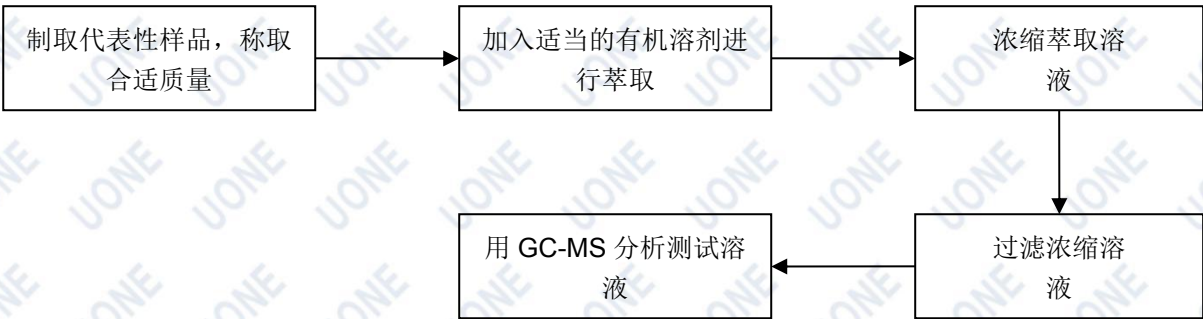 制取代表性样品，称取
合适质量
加入适当的有机溶剂进
行萃取
浓缩萃取溶
液
过滤浓缩溶
液
用 GC-MS 分析测试溶
液
UONE